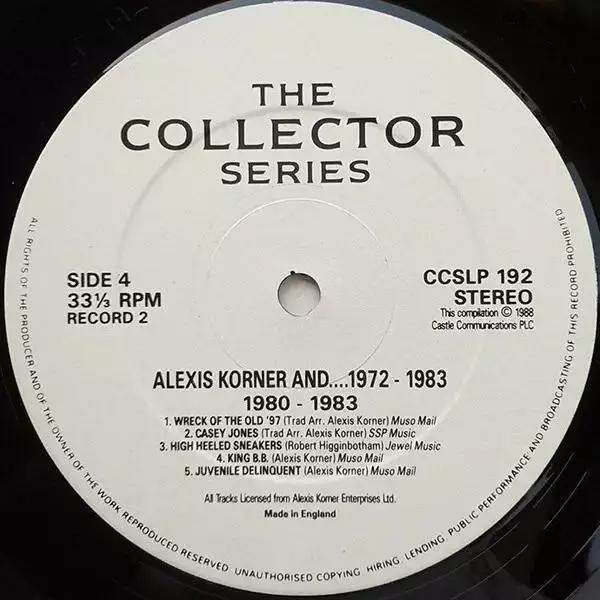 THE
COLLECTOR
SERIES
SIDE 4
33⅓ RPM
RECORD 2
CCSLP 192
STEREO
This compilation © 1988
Castle Communications PLC
ALEXIS KORNER AND....1972 - 1983
1980 - 1983
1. WRECK OF THE OLD '97 (Trad Arr. Alexis Korner) Muso Mail
2. CASEY JONES (Trad Arr. Alexis Korner) SSP Music
3. HIGH HEELED SNEAKERS (Robert Higginbotham) Jewel Music
4. KING B.B. (Alexis Korner) Muso Mail
5. JUVENILE DELINQUENT (Alexis Korner) Muso Mail
All Tracks Licensed from Alexis Korner Enterprises Ltd.
Made in England
ALL RIGHTS OF THE PRODUCER AND OF THE OWNER OF THE WORK REPRODUCED RESERVED. UNAUTHORISED COPYING, HIRING, LENDING, PUBLIC PERFORMANCE AND BROADCASTING OF THIS RECORD PROHIBITED